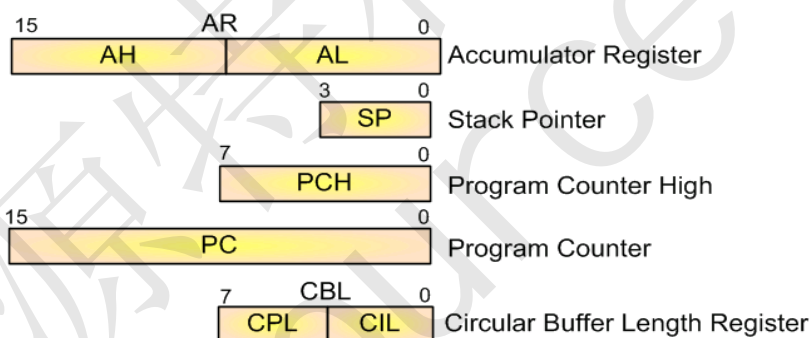 15 AR 0
AH AL Accumulator Register
3 0
SP Stack Pointer
7 0
PCH Program Counter High
15 0
PC Program Counter
7 CBL 0
CPL CIL Circular Buffer Length Register